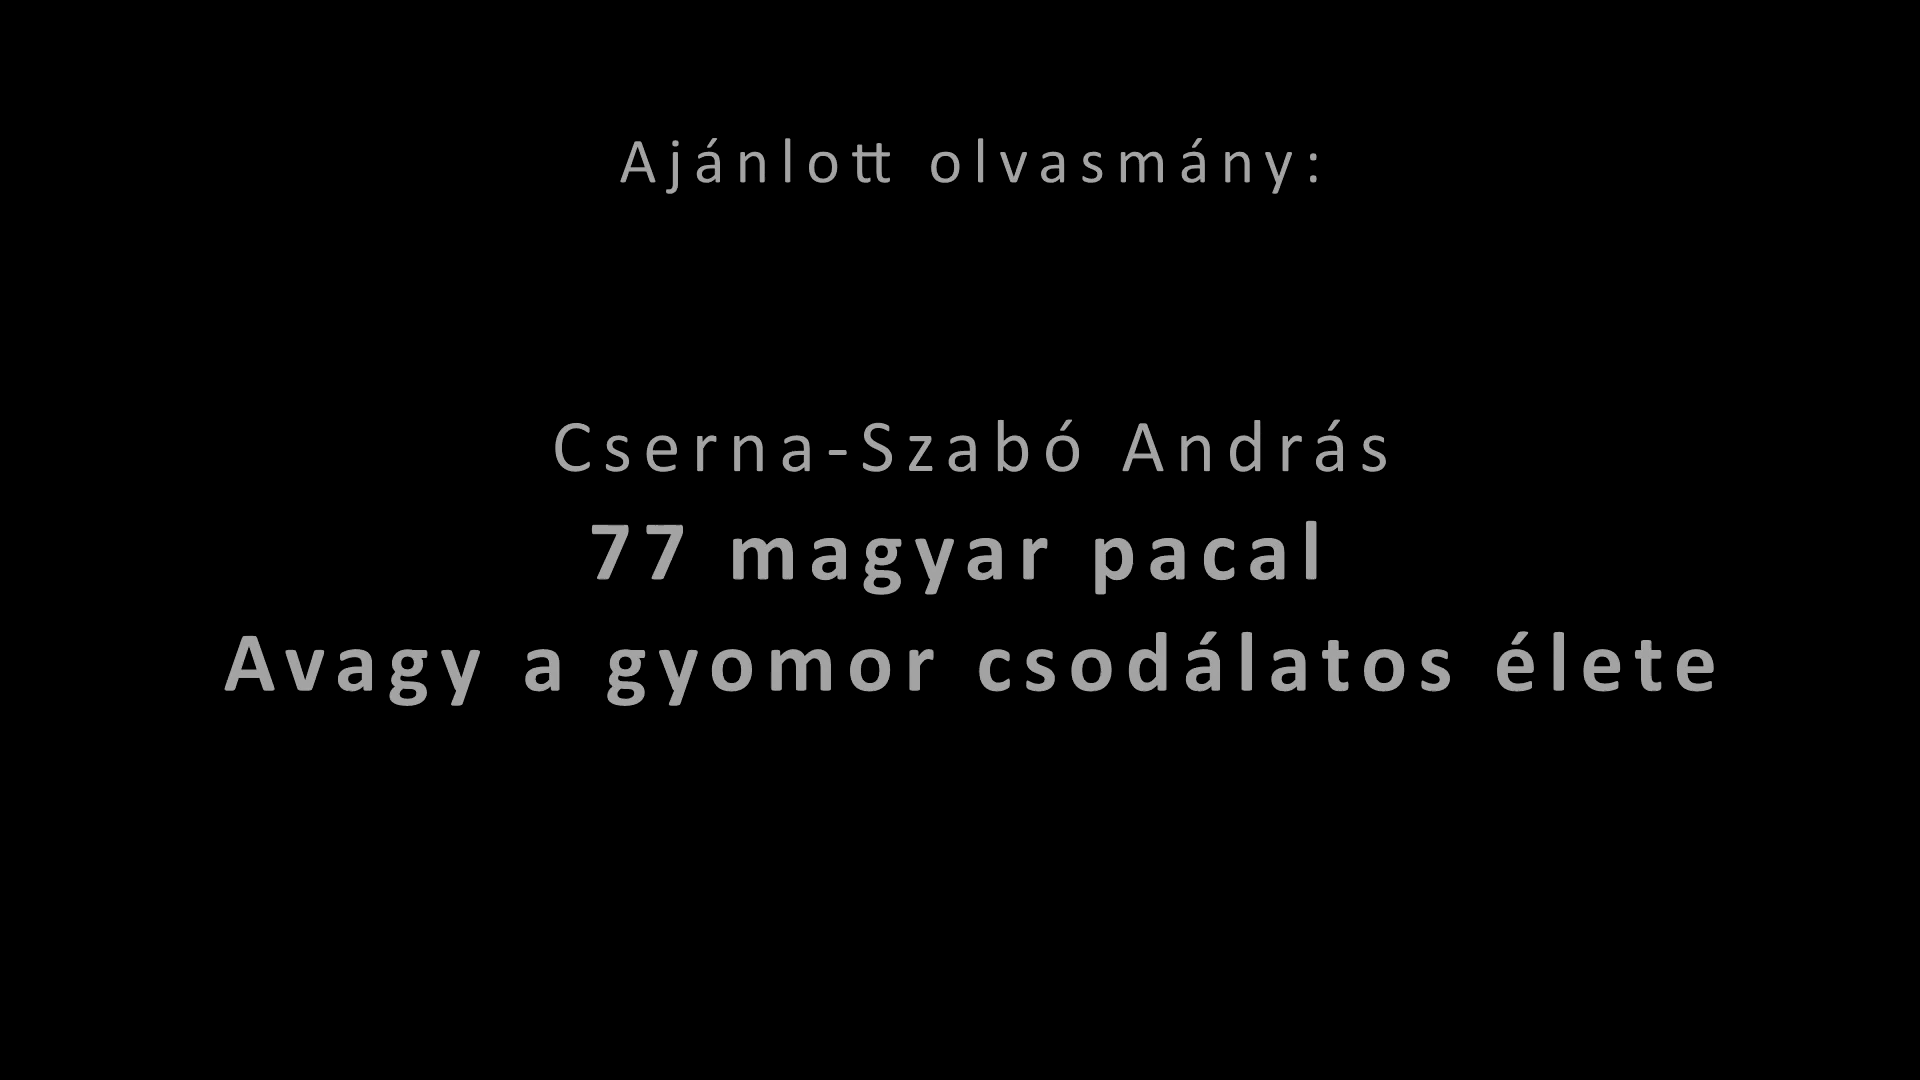 Ajánlott olvasmány:
Cserna-Szabó András
77 magyar pacal
Avagy a gyomor csodálatos élete